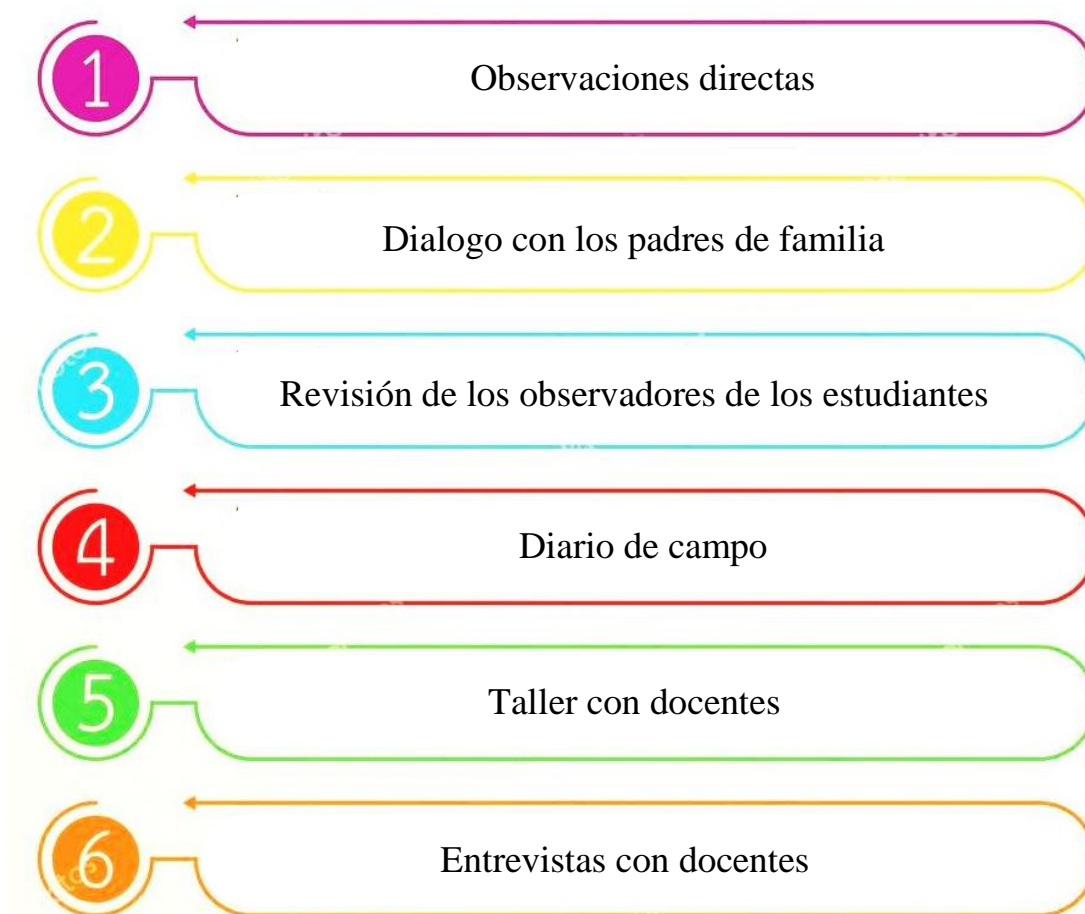 1
Observaciones directas
2
Dialogo con los padres de familia
3
Revisión de los observadores de los estudiantes
4
Diario de campo
5
Taller con docentes
6
Entrevistas con docentes